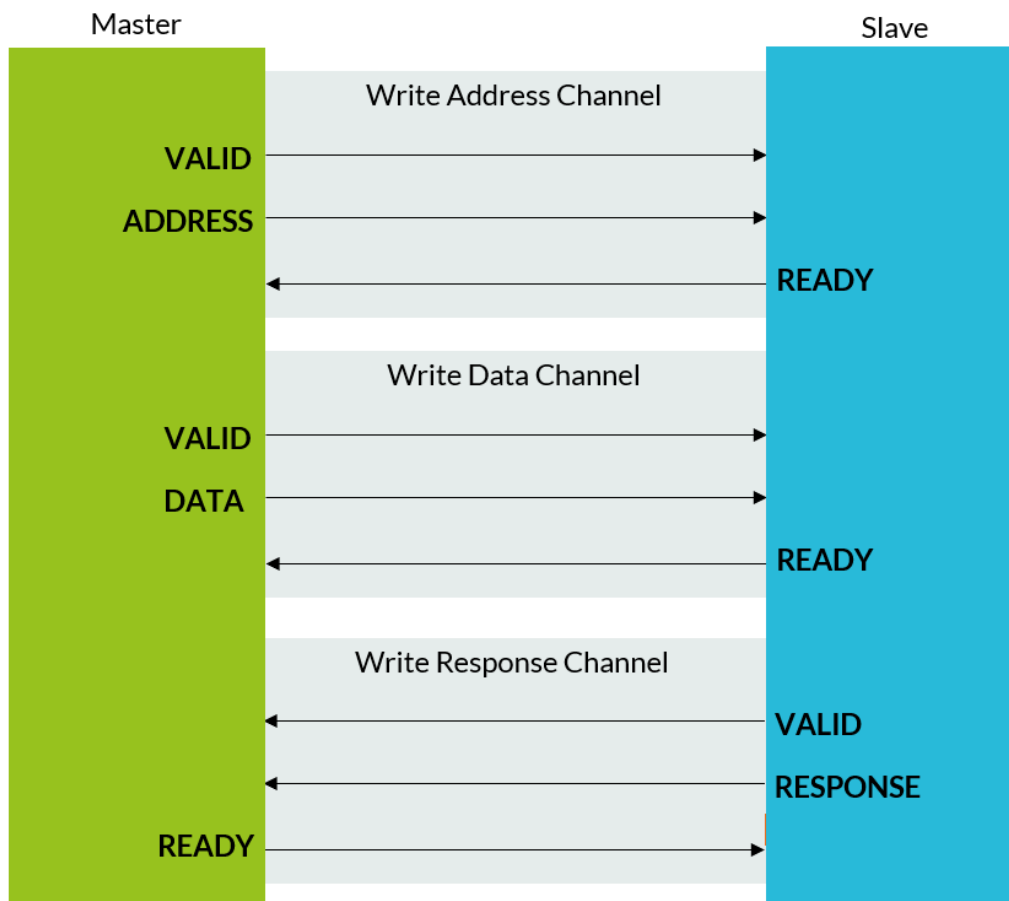 Master
Slave
Write Address Channel
VALID
ADDRESS
READY
Write Data Channel
VALID
DATA
READY
Write Response Channel
VALID
RESPONSE
READY